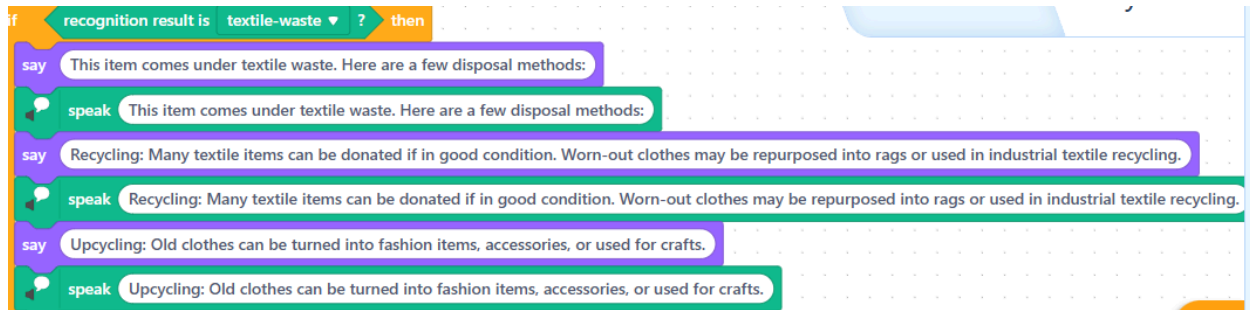 if recognition result is textile-waste ▼ ? then
say This item comes under textile waste. Here are a few disposal methods:
speak This item comes under textile waste. Here are a few disposal methods:
say Recycling: Many textile items can be donated if in good condition. Worn-out clothes may be repurposed into rags or used in industrial textile recycling.
speak Recycling: Many textile items can be donated if in good condition. Worn-out clothes may be repurposed into rags or used in industrial textile recycling.
say Upcycling: Old clothes can be turned into fashion items, accessories, or used for crafts.
speak Upcycling: Old clothes can be turned into fashion items, accessories, or used for crafts.